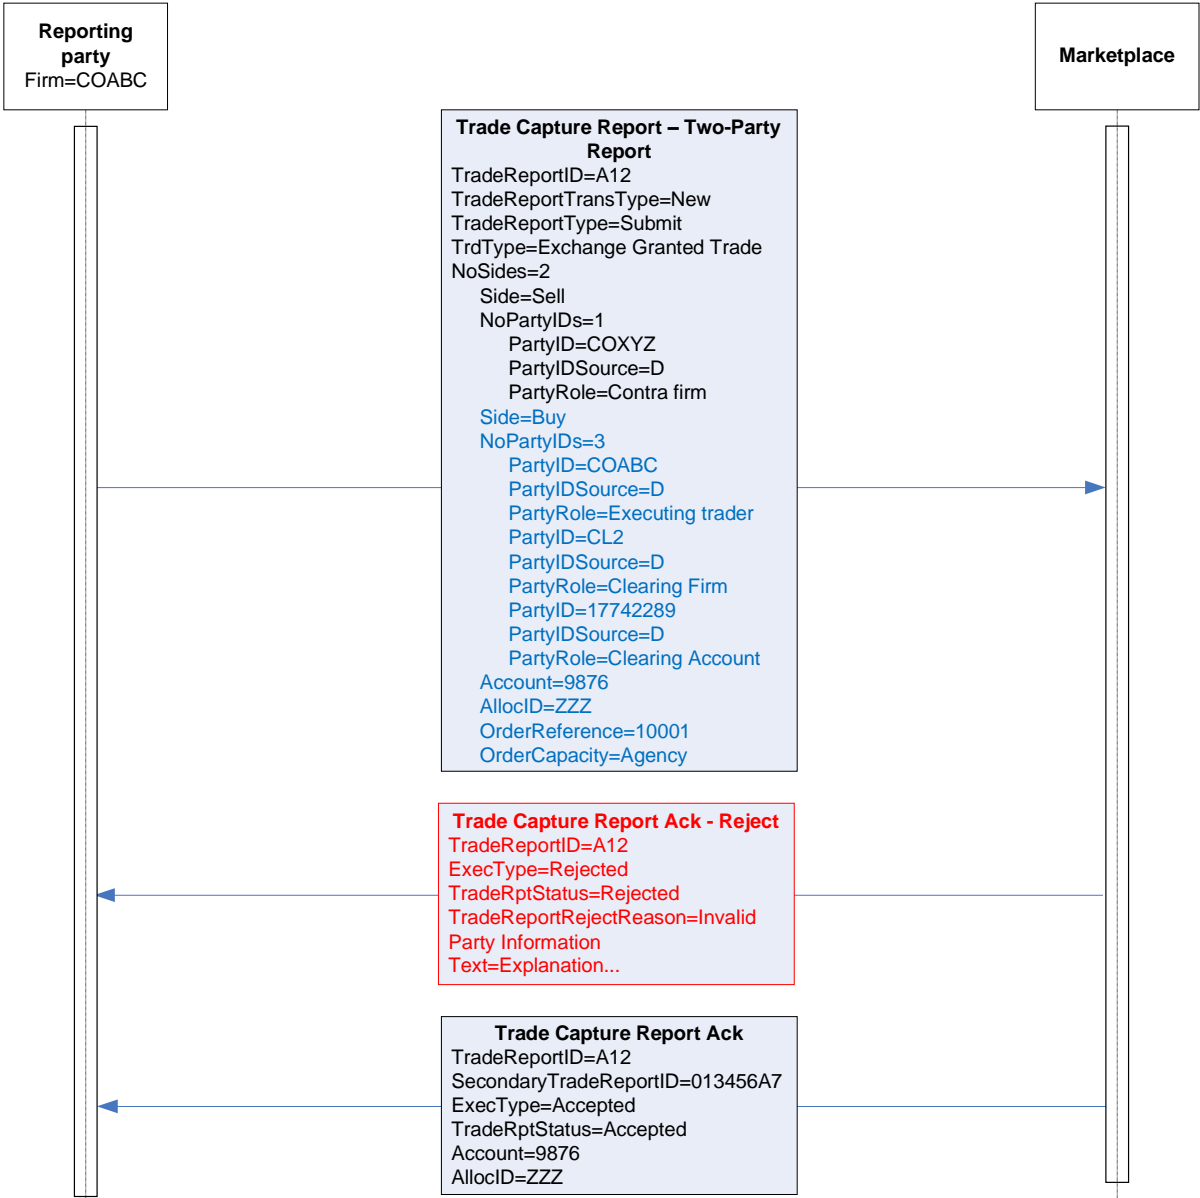 Reporting
party
Firm=COABC
Marketplace
Trade Capture Report – Two-Party
Report
TradeReportID=A12
TradeReportTransType=New
TradeReportType=Submit
TrdType=Exchange Granted Trade
NoSides=2
Side=Sell
NoPartyIDs=1
PartyID=COXYZ
PartyIDSource=D
PartyRole=Contra firm
Side=Buy
NoPartyIDs=3
PartyID=COABC
PartyIDSource=D
PartyRole=Executing trader
PartyID=CL2
PartyIDSource=D
PartyRole=Clearing Firm
PartyID=17742289
PartyIDSource=D
PartyRole=Clearing Account
Account=9876
AllocID=ZZZ
OrderReference=10001
OrderCapacity=Agency
Trade Capture Report Ack - Reject
TradeReportID=A12
ExecType=Rejected
TradeRptStatus=Rejected
TradeReportRejectReason=Invalid
Party Information
Text=Explanation...
Trade Capture Report Ack
TradeReportID=A12
SecondaryTradeReportID=013456A7
ExecType=Accepted
TradeRptStatus=Accepted
Account=9876
AllocID=ZZZ